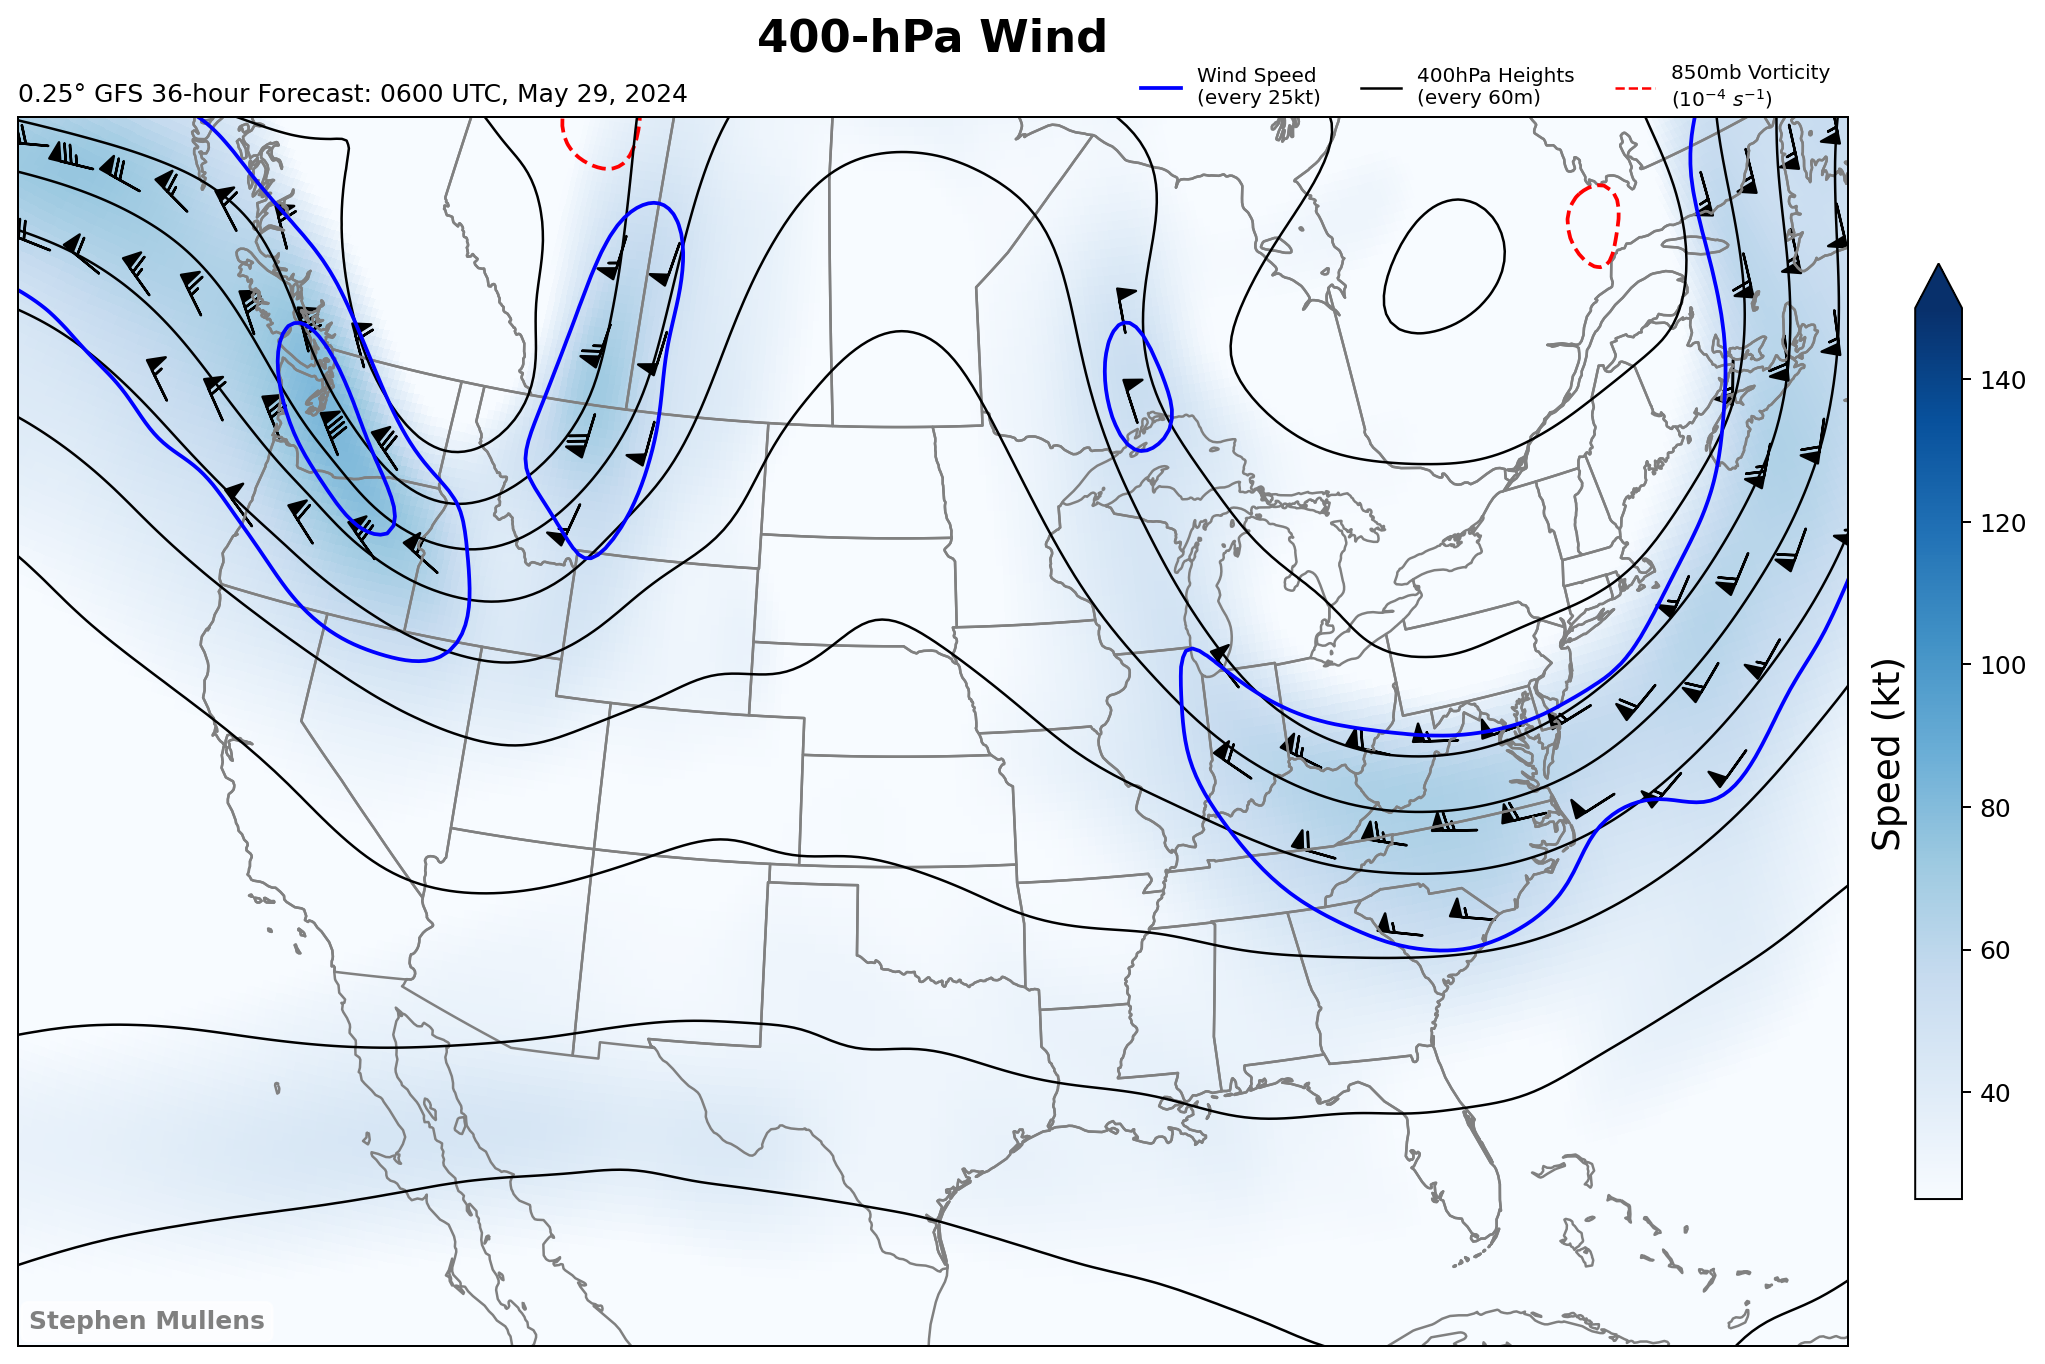 400-hPa Wind
0.25° GFS 36-hour Forecast: 0600 UTC, May 29, 2024
Wind Speed
(every 25kt)
400hPa Heights
(every 60m)
850mb Vorticity
(10⁻⁴ s⁻¹)
140
120
100
80
60
40
Speed (kt)
Stephen Mullens